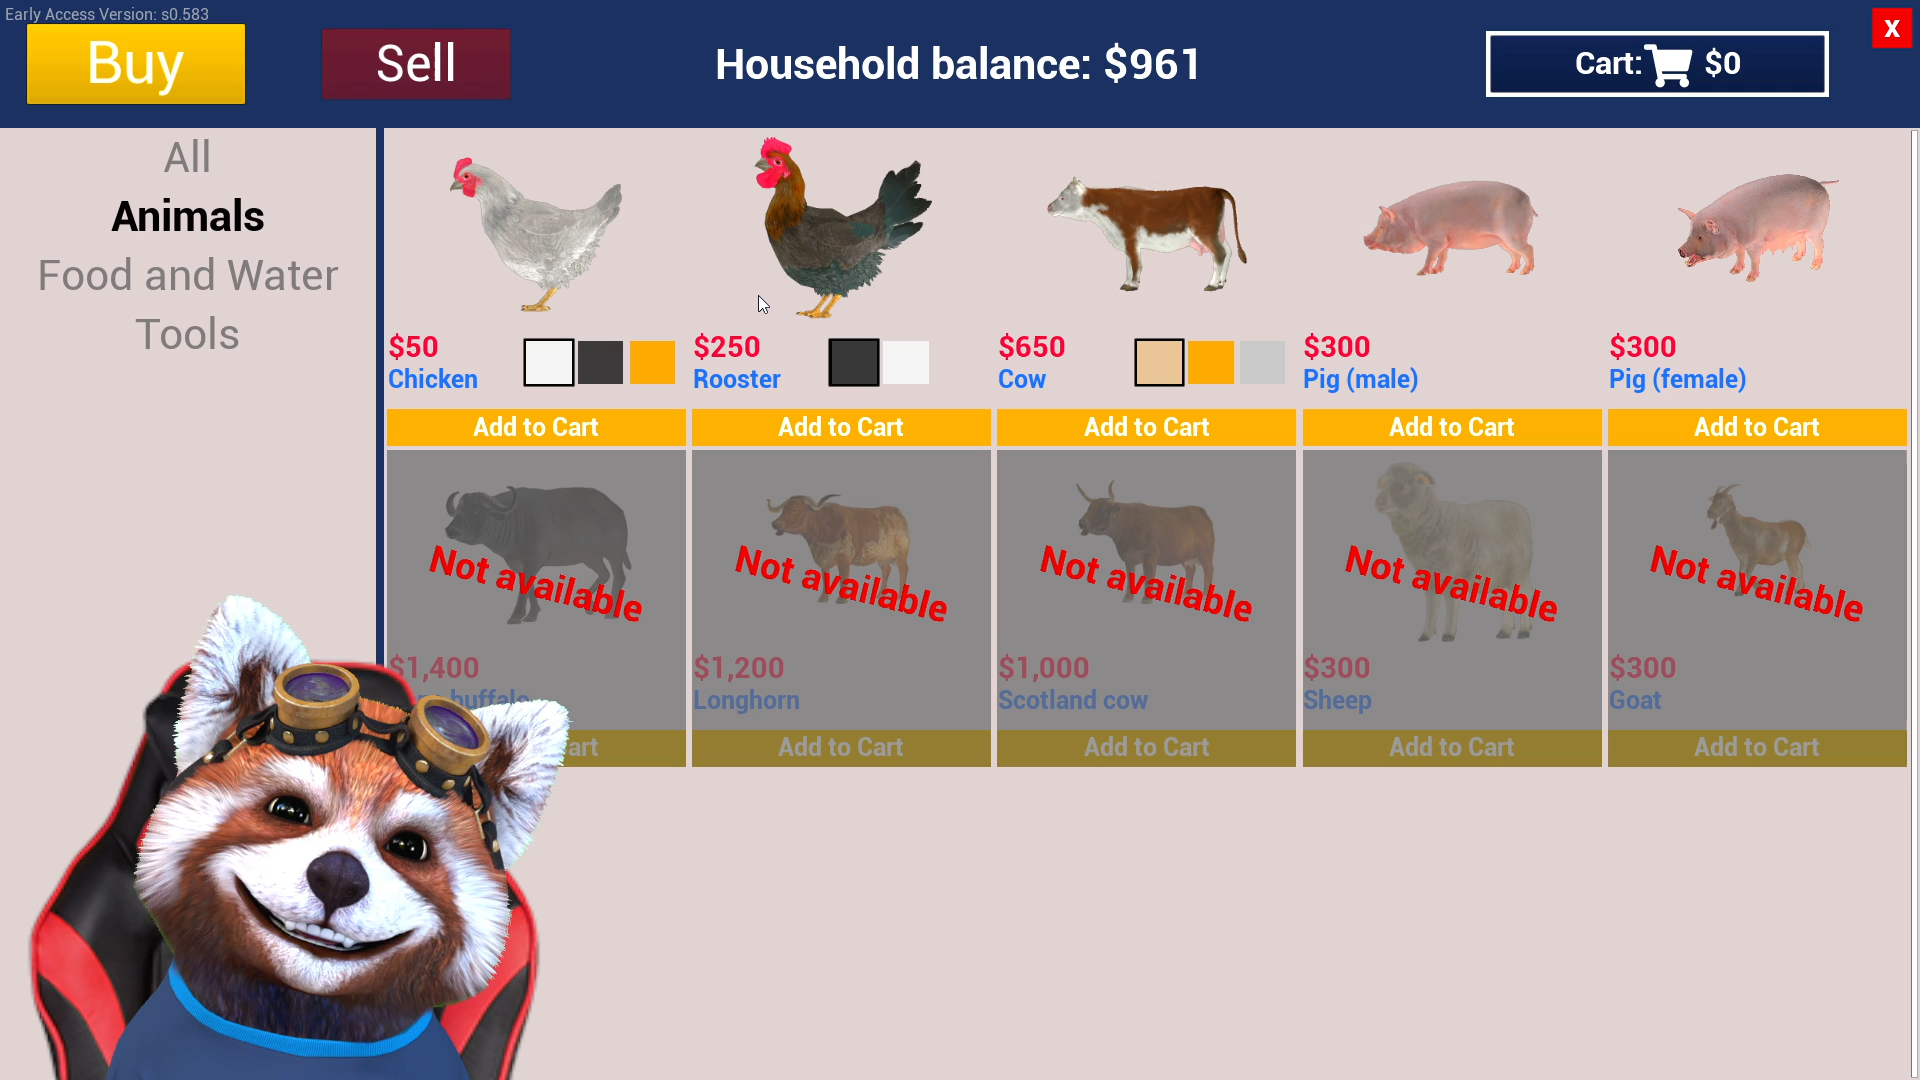 Early Access Version: s0.583
Buy
Sell
Household balance: $961
Cart: $0
X
All
Animals
Food and Water
Tools
$50
Chicken
$250
Rooster
$650
Cow
$300
Pig (male)
$300
Pig (female)
Add to Cart
Add to Cart
Add to Cart
Add to Cart
Add to Cart
Not available
Not available
Not available
Not available
Not available
$1,400
buffalo
$1,200
Longhorn
$1,000
Scotland cow
$300
Sheep
$300
Goat
Cart
Add to Cart
Add to Cart
Add to Cart
Add to Cart